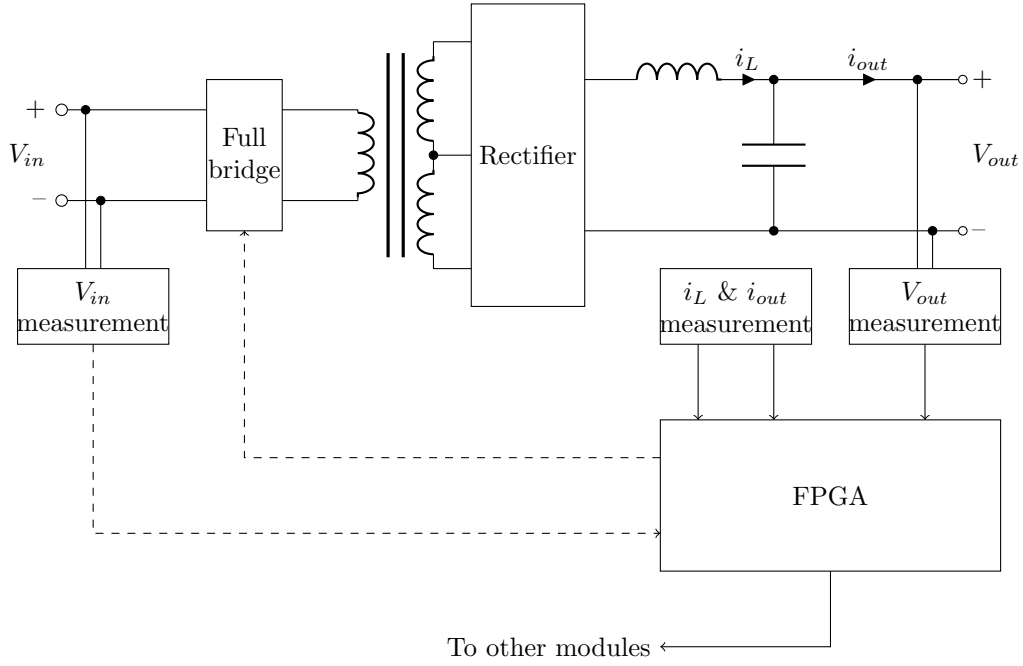 i_L
i_out
+
+
V_in
Full
bridge
Rectifier
V_out
−
−
V_in
measurement
i_L & i_out
measurement
V_out
measurement
FPGA
To other modules